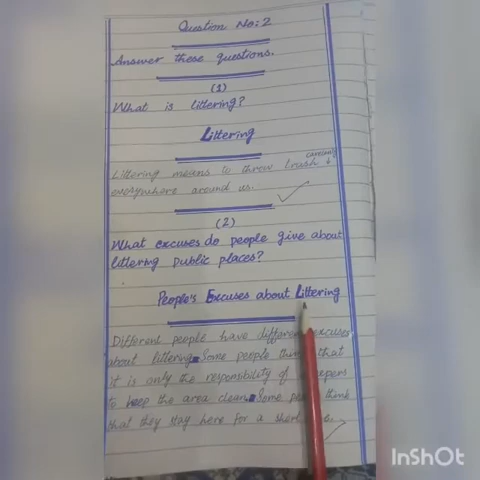 Question No: 2
Answer these questions.
(1)
What is littering?
Littering
carelessly
Littering means to throw trash ↓
everywhere around us.
(2)
What excuses do people give about
littering public places?
People's Excuses about Littering
Different people have different excuses
about littering. Some people think that
it is only the responsibility of
to keep the area clean. Some people think
that they stay here for a short
InShOt